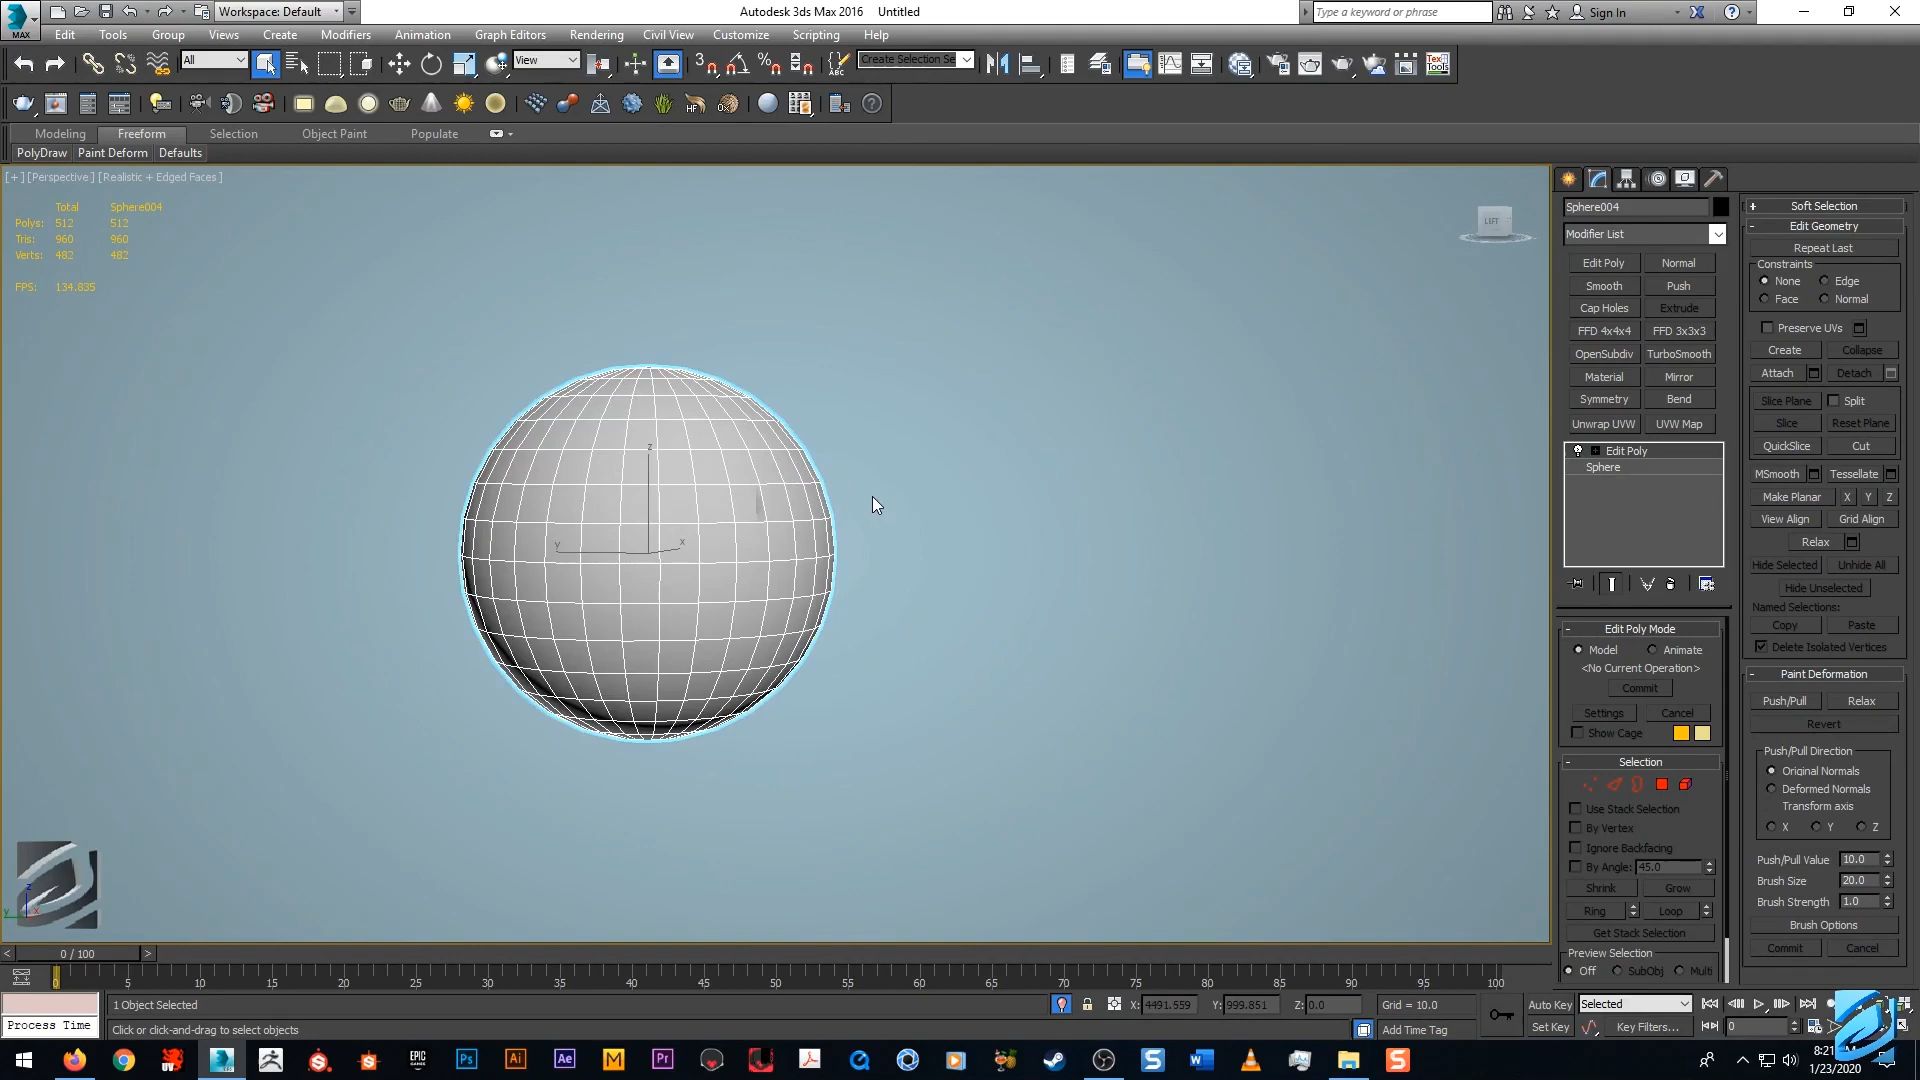 Workspace: Default
Autodesk 3ds Max 2016 Untitled
Type a keyword or phrase
Sign In
MAX
Edit Tools Group Views Create Modifiers Animation Graph Editors Rendering Civil View Customize Scripting Help
All
View
Create Selection Se
Modeling Freeform Selection Object Paint Populate
PolyDraw Paint Deform Defaults
[+] [Perspective] [Realistic + Edged Faces]
Total Sphere004
Polys: 512 512
Tris: 960 960
Verts: 482 482
FPS: 134.835
LEFT
z
y
x
Sphere004
Modifier List
Edit Poly Normal
Smooth Push
Cap Holes Extrude
FFD 4x4x4 FFD 3x3x3
OpenSubdiv TurboSmooth
Material Mirror
Symmetry Bend
Unwrap UVW UVW Map
Edit Poly
Sphere
Edit Poly Mode
Model Animate
<No Current Operation>
Commit
Settings Cancel
Show Cage
Selection
Use Stack Selection
By Vertex
Ignore Backfacing
By Angle: 45.0
Shrink Grow
Ring Loop
Get Stack Selection
Preview Selection
Off SubObj Multi
Soft Selection
Edit Geometry
Repeat Last
Constraints
None Edge
Face Normal
Preserve UVs
Create Collapse
Attach Detach
Slice Plane Split
Slice Reset Plane
QuickSlice Cut
MSmooth Tessellate
Make Planar X Y Z
View Align Grid Align
Relax
Hide Selected Unhide All
Hide Unselected
Named Selections:
Copy Paste
Delete Isolated Vertices
Paint Deformation
Push/Pull Relax
Revert
Push/Pull Direction
Original Normals
Deformed Normals
Transform axis
X Y Z
Push/Pull Value 10.0
Brush Size 20.0
Brush Strength 1.0
Brush Options
Commit Cancel
0 / 100
0 5 10 15 20 25 30 35 40 45 50 55 60 65 70 75 80 85 90 95 100
1 Object Selected
X: 4491.559 Y: 999.851 Z: 0.0 Grid = 10.0
Auto Key Selected
Process Time
Click or click-and-drag to select objects
Add Time Tag
Set Key Key Filters... 0
8:21
1/23/2020